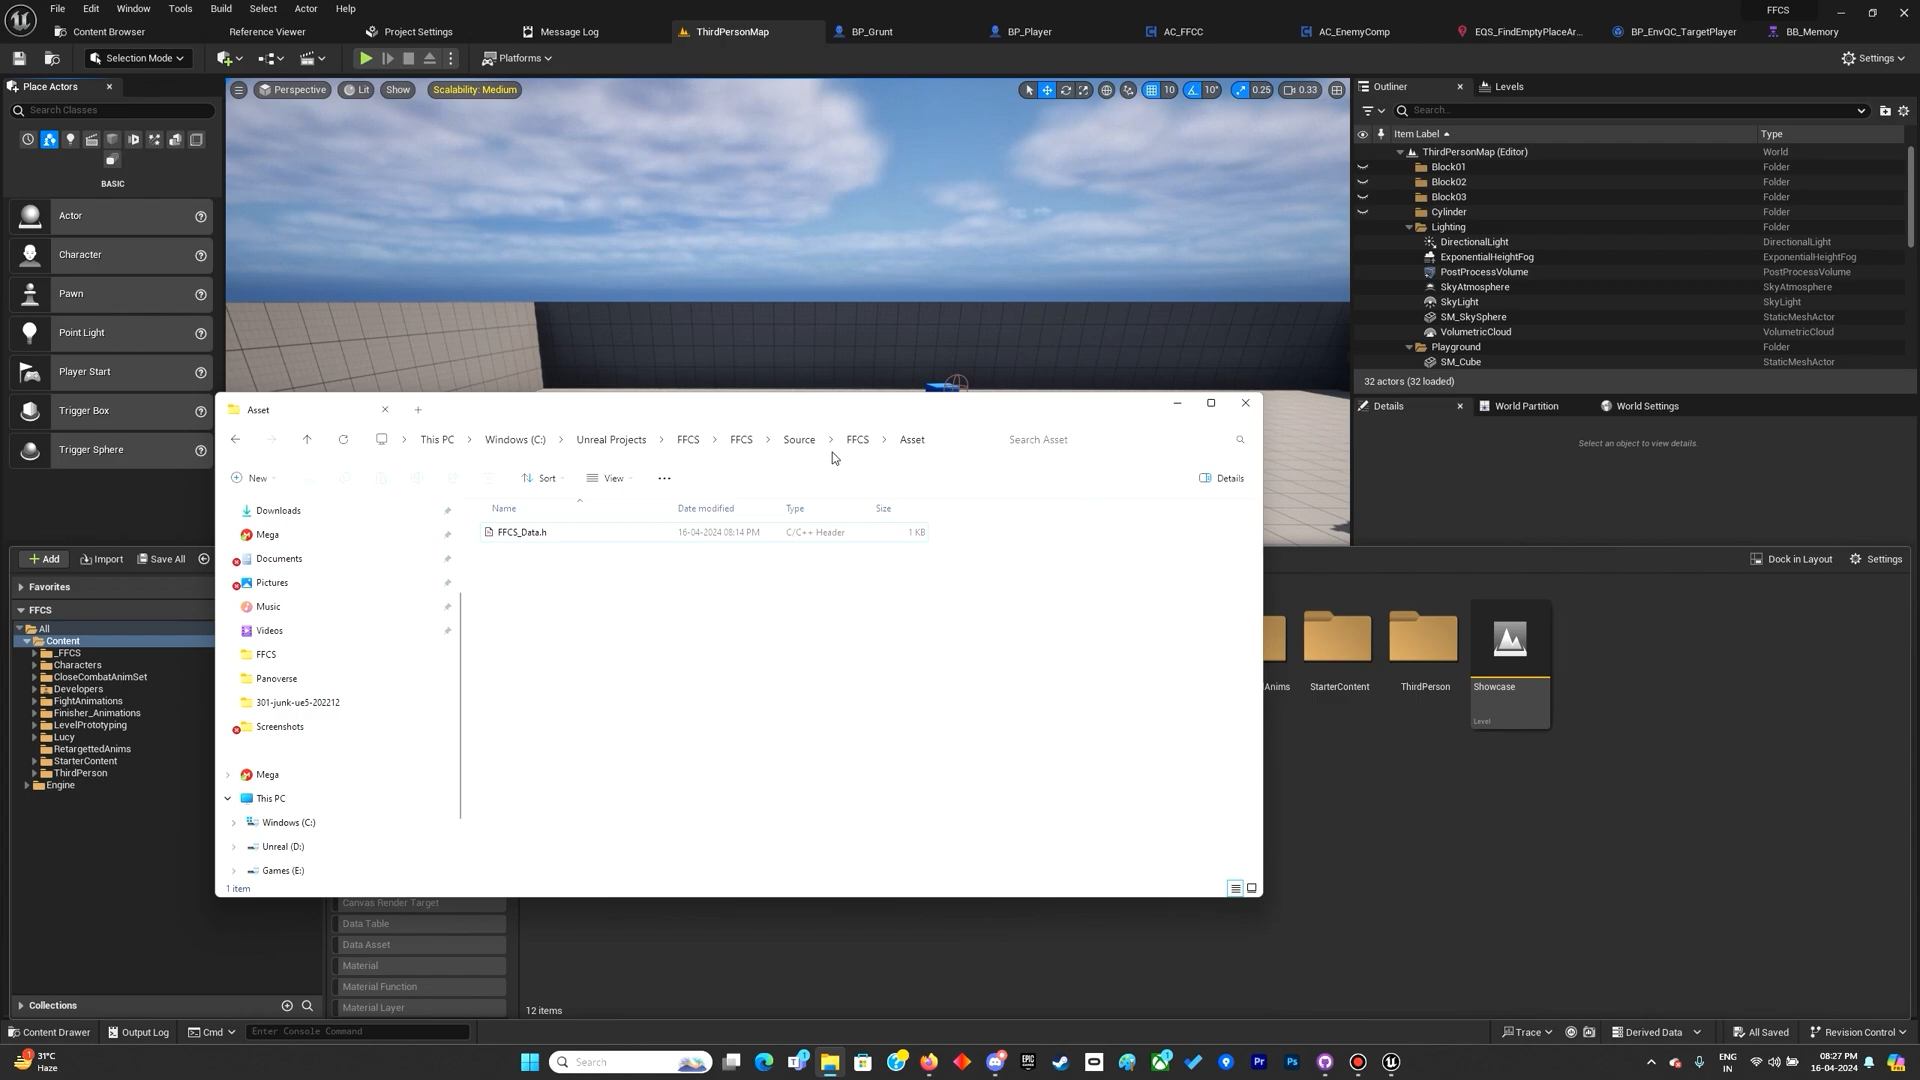 File Edit Window Tools Build Select Actor Help
FFCS
Content Browser Reference Viewer Project Settings Message Log ThirdPersonMap BP_Grunt BP_Player AC_FFCC AC_EnemyComp EQS_FindEmptyPlaceAr... BP_EnvQC_TargetPlayer BB_Memory
Selection Mode Platforms Settings
Place Actors
Search Classes
BASIC
Actor
Character
Pawn
Point Light
Player Start
Trigger Box
Trigger Sphere
Perspective Lit Show Scalability: Medium 10 10° 0.25 0.33
Outliner Levels
Search...
Item Label Type
ThirdPersonMap (Editor) World
Block01 Folder
Block02 Folder
Block03 Folder
Cylinder Folder
Lighting Folder
DirectionalLight DirectionalLight
ExponentialHeightFog ExponentialHeightFog
PostProcessVolume PostProcessVolume
SkyAtmosphere SkyAtmosphere
SkyLight SkyLight
SM_SkySphere StaticMeshActor
VolumetricCloud VolumetricCloud
Playground Folder
SM_Cube StaticMeshActor
32 actors (32 loaded)
Details World Partition World Settings
Select an object to view details.
Asset
This PC Windows (C:) Unreal Projects FFCS FFCS Source FFCS Asset
Search Asset
New Sort View Details
Name Date modified Type Size
FFCS_Data.h 16-04-2024 08:14 PM C/C++ Header 1 KB
Downloads
Mega
Documents
Pictures
Music
Videos
FFCS
Panoverse
301-junk-ue5-202212
Screenshots
Mega
This PC
Windows (C:)
Unreal (D:)
Games (E:)
1 item
Add Import Save All
Dock in Layout Settings
Favorites
FFCS
All
Content
_FFCS
Characters
CloseCombatAnimSet
Developers
FightAnimations
Finisher_Animations
LevelPrototyping
Lucy
RetargettedAnims
StarterContent
ThirdPerson
Engine
Collections
Anims StarterContent ThirdPerson Showcase
Level
Canvas Render Target
Data Table
Data Asset
Material
Material Function
Material Layer
12 items
Content Drawer Output Log Cmd Enter Console Command
Trace Derived Data All Saved Revision Control
31°C
Haze
Search
ENG
IN
08:27 PM
16-04-2024